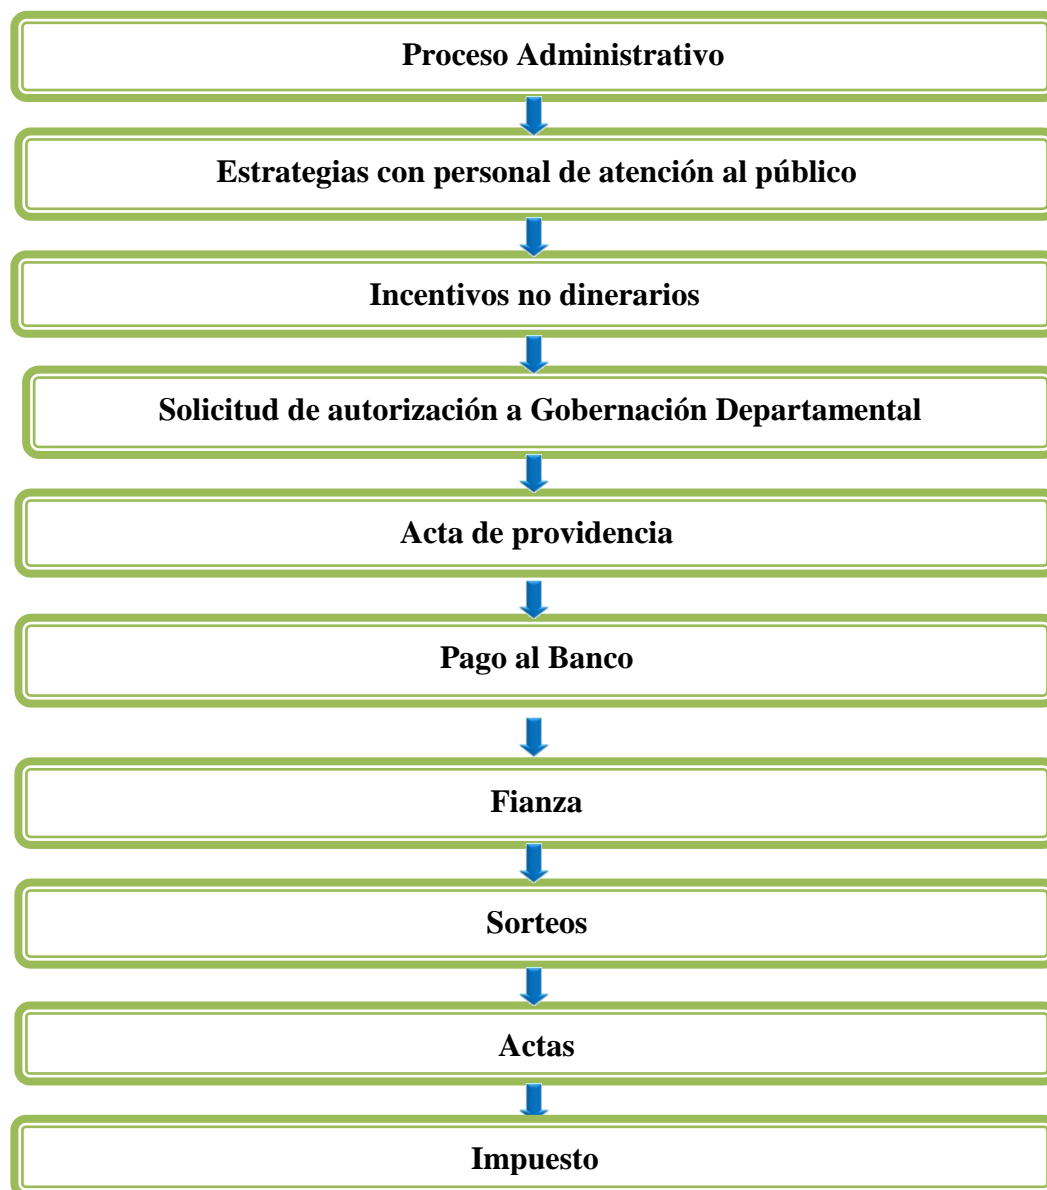 Proceso Administrativo
Estrategias con personal de atención al público
Incentivos no dinerarios
Solicitud de autorización a Gobernación Departamental
Acta de providencia
Pago al Banco
Fianza
Sorteos
Actas
Impuesto